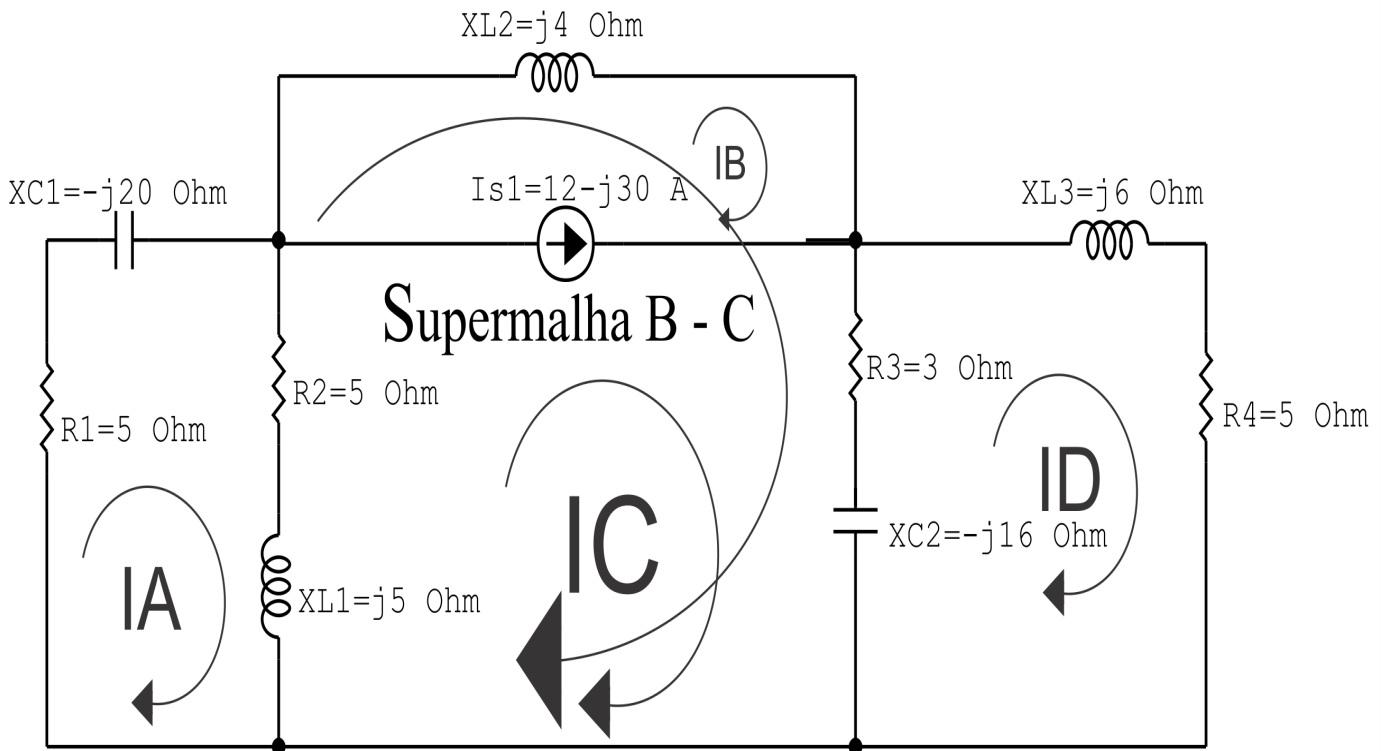 XL2=j4 Ohm
IB
XC1=-j20 Ohm
Is1=12-j30 A
XL3=j6 Ohm
Supermalha B - C
R2=5 Ohm
R3=3 Ohm
R1=5 Ohm
R4=5 Ohm
IA
XL1=j5 Ohm
IC
ID
XC2=-j16 Ohm